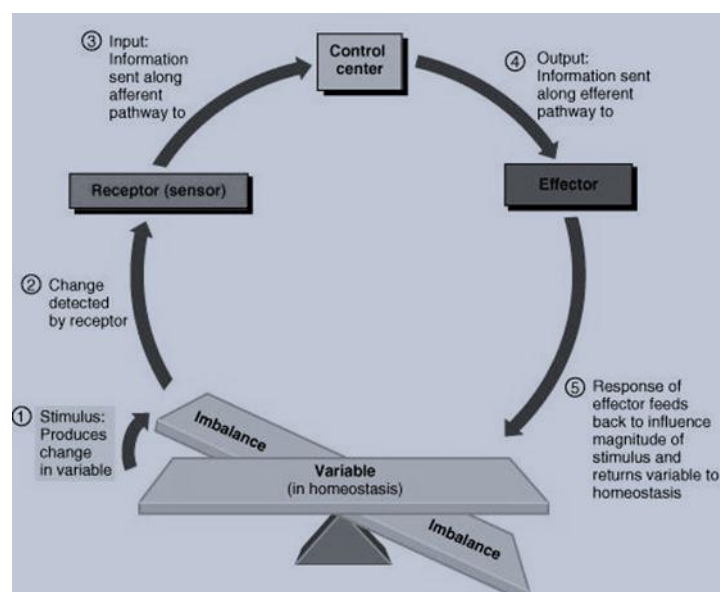 ③ Input:
Information
sent along
afferent
pathway to
Control
center
④ Output:
Information sent
along efferent
pathway to
Receptor (sensor)
Effector
② Change
detected
by receptor
① Stimulus:
Produces
change
in variable
Imbalance
Variable
(in homeostasis)
Imbalance
⑤ Response of
effector feeds
back to influence
magnitude of
stimulus and
returns variable to
homeostasis